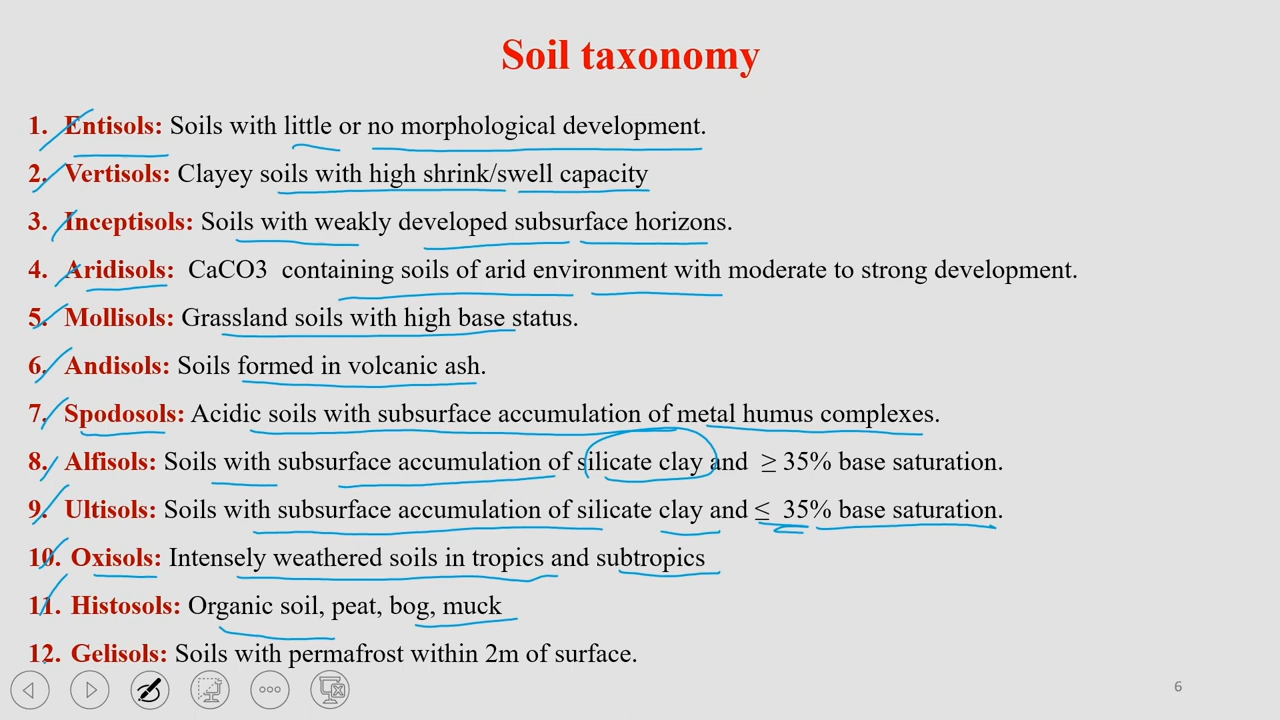 Soil taxonomy
1. Entisols: Soils with little or no morphological development.
2. Vertisols: Clayey soils with high shrink/swell capacity
3. Inceptisols: Soils with weakly developed subsurface horizons.
4. Aridisols: CaCO3 containing soils of arid environment with moderate to strong development.
5. Mollisols: Grassland soils with high base status.
6. Andisols: Soils formed in volcanic ash.
7. Spodosols: Acidic soils with subsurface accumulation of metal humus complexes.
8. Alfisols: Soils with subsurface accumulation of silicate clay and ≥ 35% base saturation.
9. Ultisols: Soils with subsurface accumulation of silicate clay and ≤ 35% base saturation.
10. Oxisols: Intensely weathered soils in tropics and subtropics
11. Histosols: Organic soil, peat, bog, muck
12. Gelisols: Soils with permafrost within 2m of surface.
6